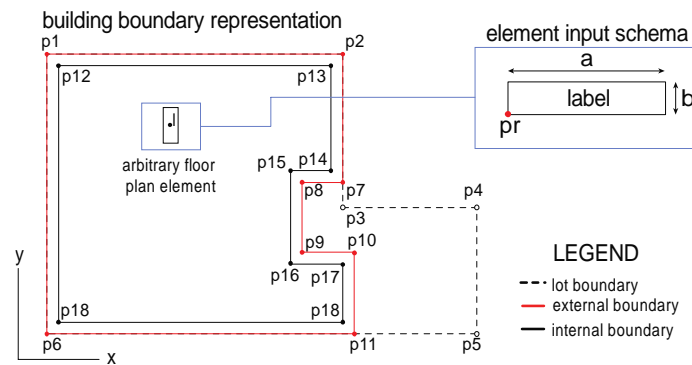 building boundary representation
p1
p2
element input schema
p12
p13
a
label
b
pr
arbitrary floor
plan element
p15
p14
p8
p7
p4
p3
p9
p10
y
p16
p17
LEGEND
lot boundary
p18
p18
external boundary
internal boundary
p6
x
p11
p5